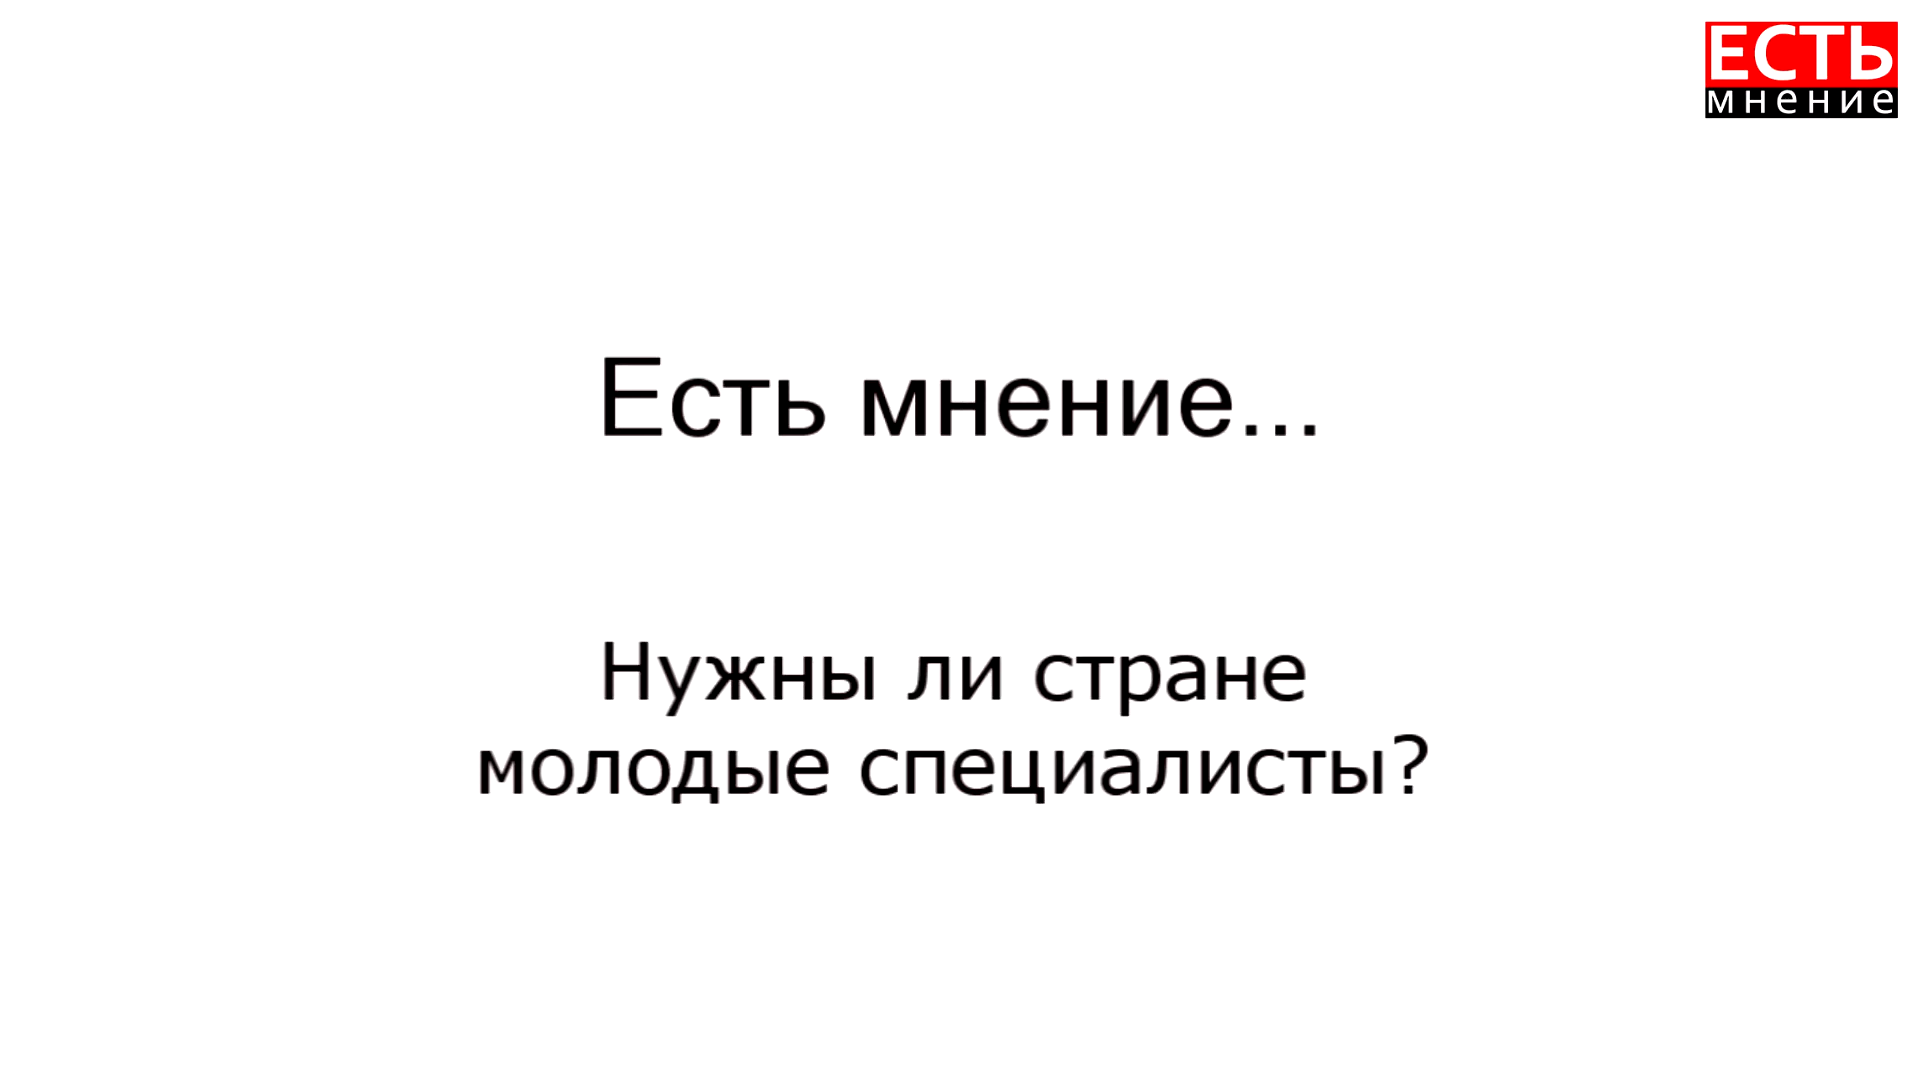 ЕСТЬ
мнение
Есть мнение...
Нужны ли стране
молодые специалисты?